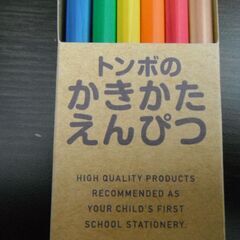 トンボの
かきかた
えんぴつ
HIGH QUALITY PRODUCTS
RECOMMENDED AS
YOUR CHILD'S FIRST
SCHOOL STATIONERY.